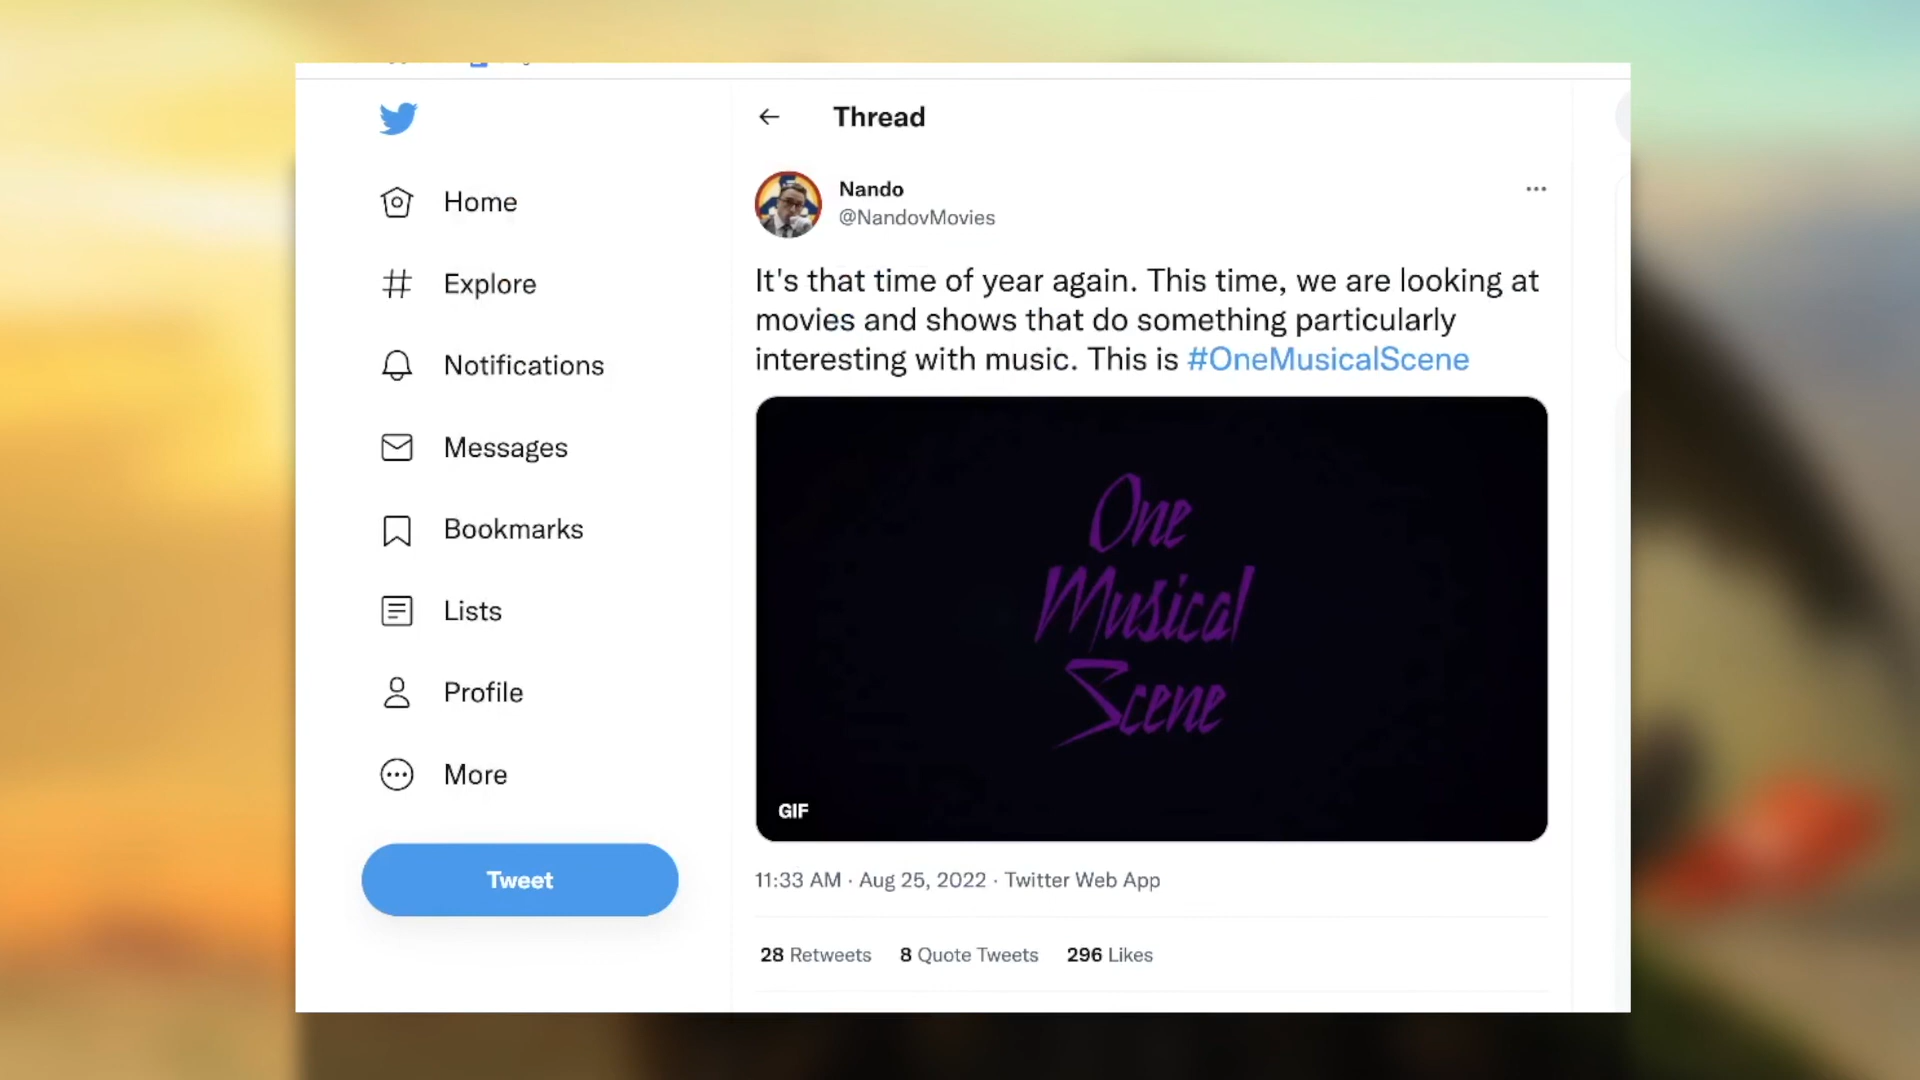 Thread
Home
Explore
Notifications
Messages
Bookmarks
Lists
Profile
More
Tweet
Nando
@NandovMovies
It's that time of year again. This time, we are looking at
movies and shows that do something particularly
interesting with music. This is #OneMusicalScene
One
Musical
Scene
GIF
11:33 AM · Aug 25, 2022 · Twitter Web App
28 Retweets 8 Quote Tweets 296 Likes